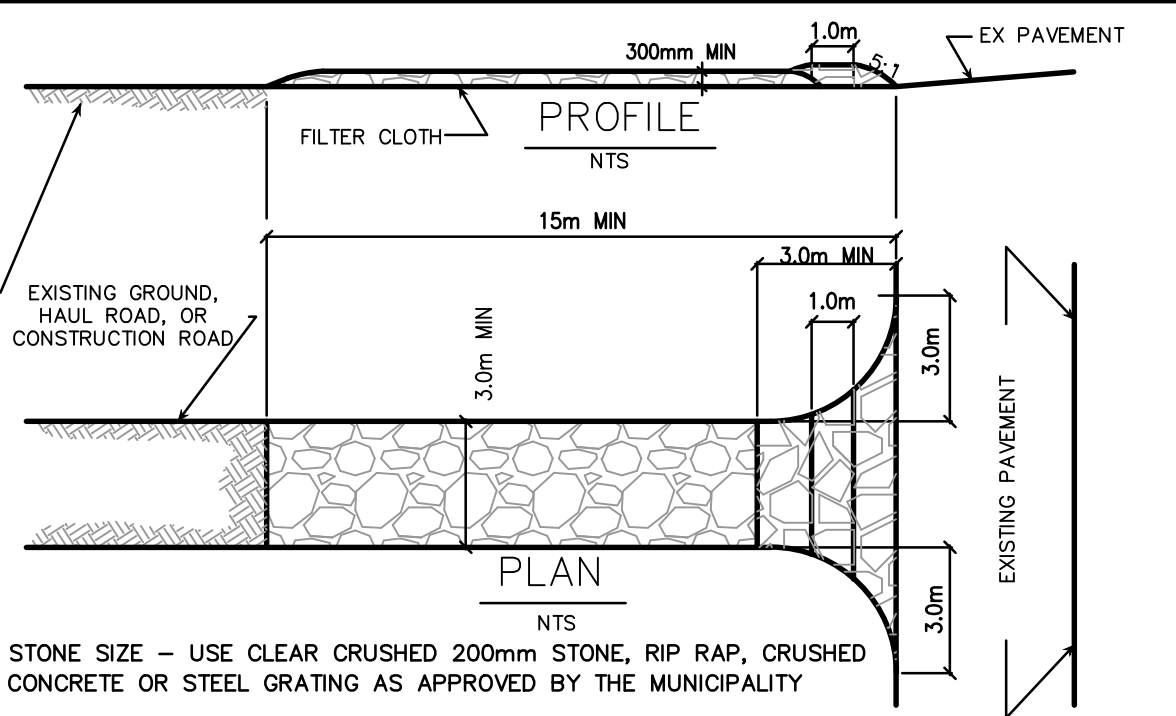 1.0m
EX PAVEMENT
300mm MIN
5:1
FILTER CLOTH
PROFILE
NTS
15m MIN
3.0m MIN
1.0m
EXISTING GROUND,
HAUL ROAD, OR
CONSTRUCTION ROAD
3.0m MIN
3.0m
EXISTING PAVEMENT
3.0m
PLAN
NTS
STONE SIZE – USE CLEAR CRUSHED 200mm STONE, RIP RAP, CRUSHED
CONCRETE OR STEEL GRATING AS APPROVED BY THE MUNICIPALITY